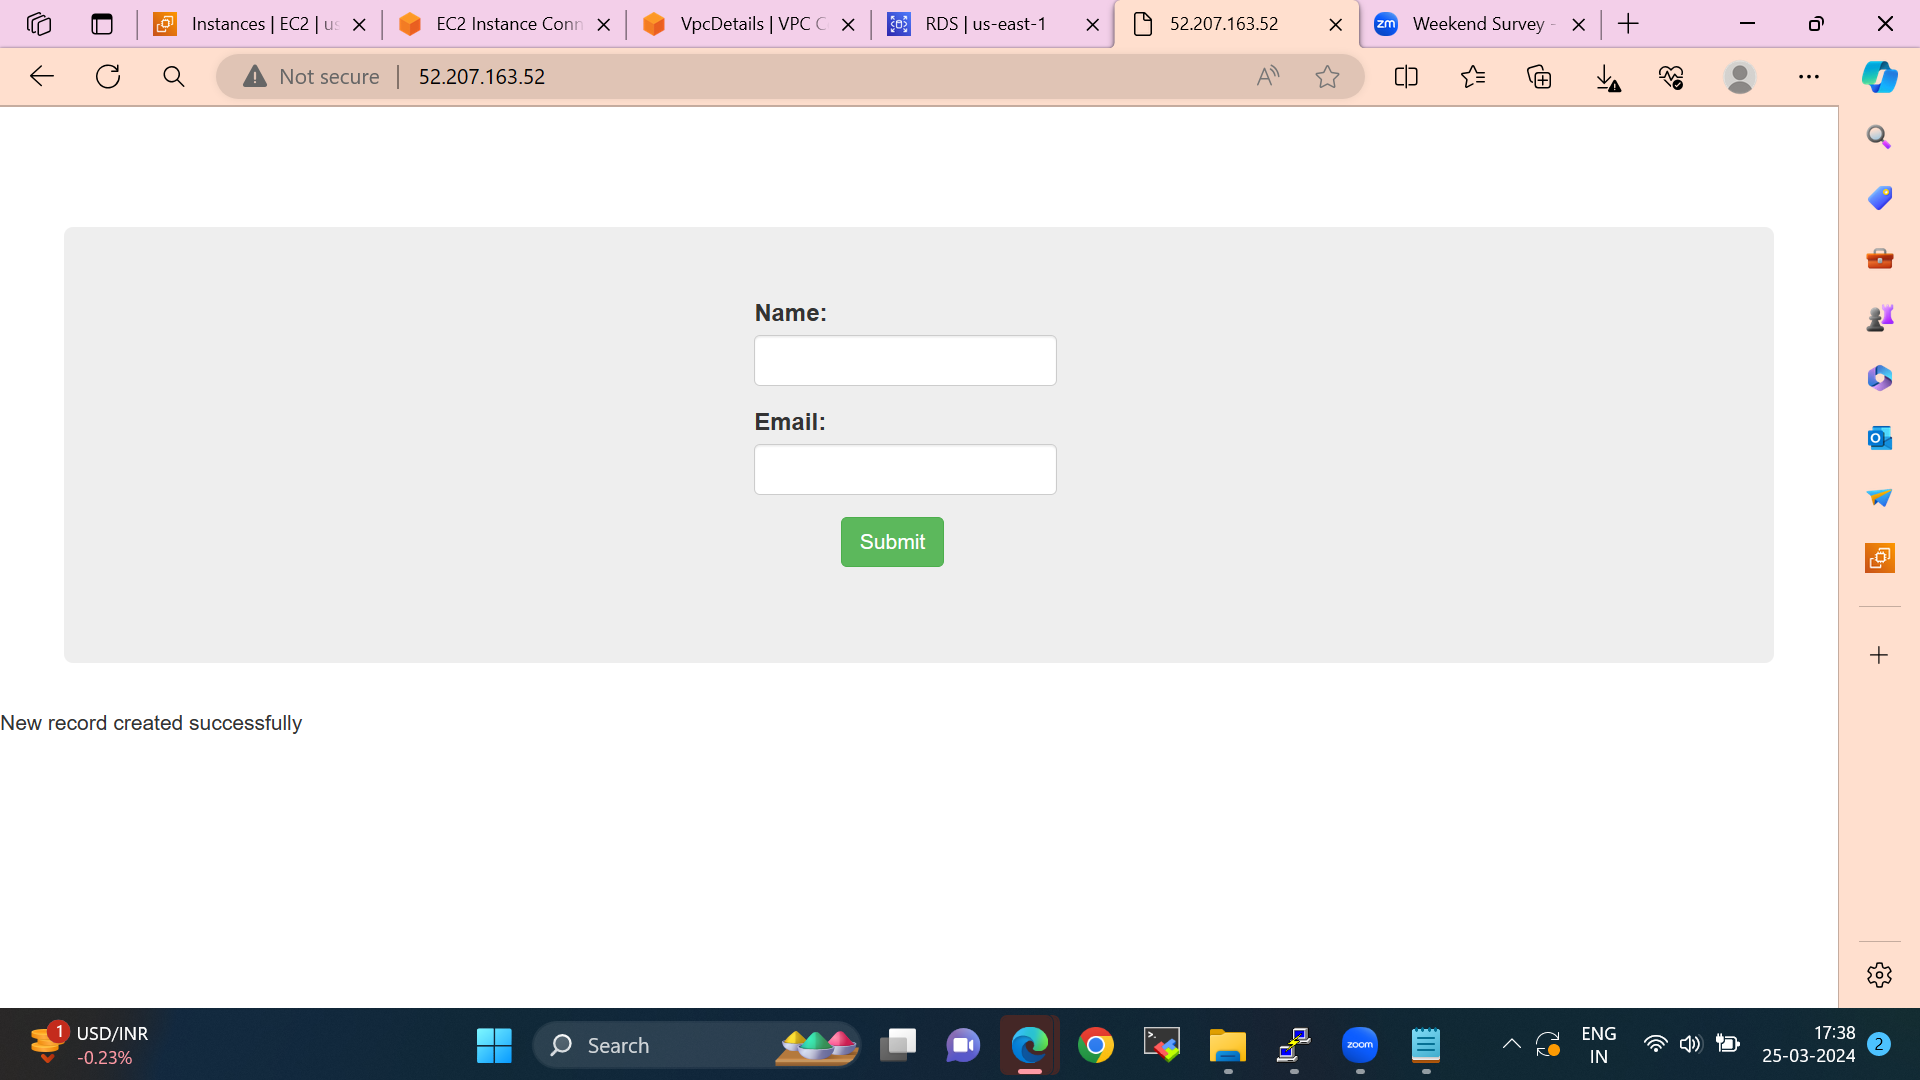 Instances | EC2 | us
EC2 Instance Conn
VpcDetails | VPC C
RDS | us-east-1
52.207.163.52
zm
Weekend Survey -
Not secure
52.207.163.52
Name:
Email:
Submit
New record created successfully
1
USD/INR
-0.23%
Search
zoom
ENG
IN
17:38
25-03-2024
2